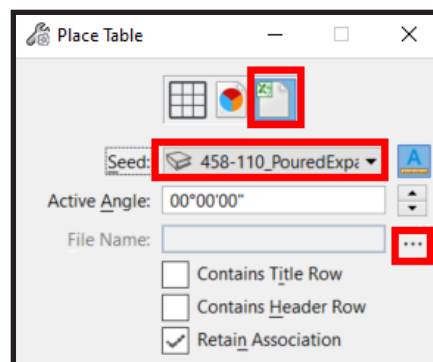 Place Table
Seed: 458-110_PouredExpa
A
Active Angle: 00°00'00"
File Name: ...
Contains Title Row
Contains Header Row
Retain Association